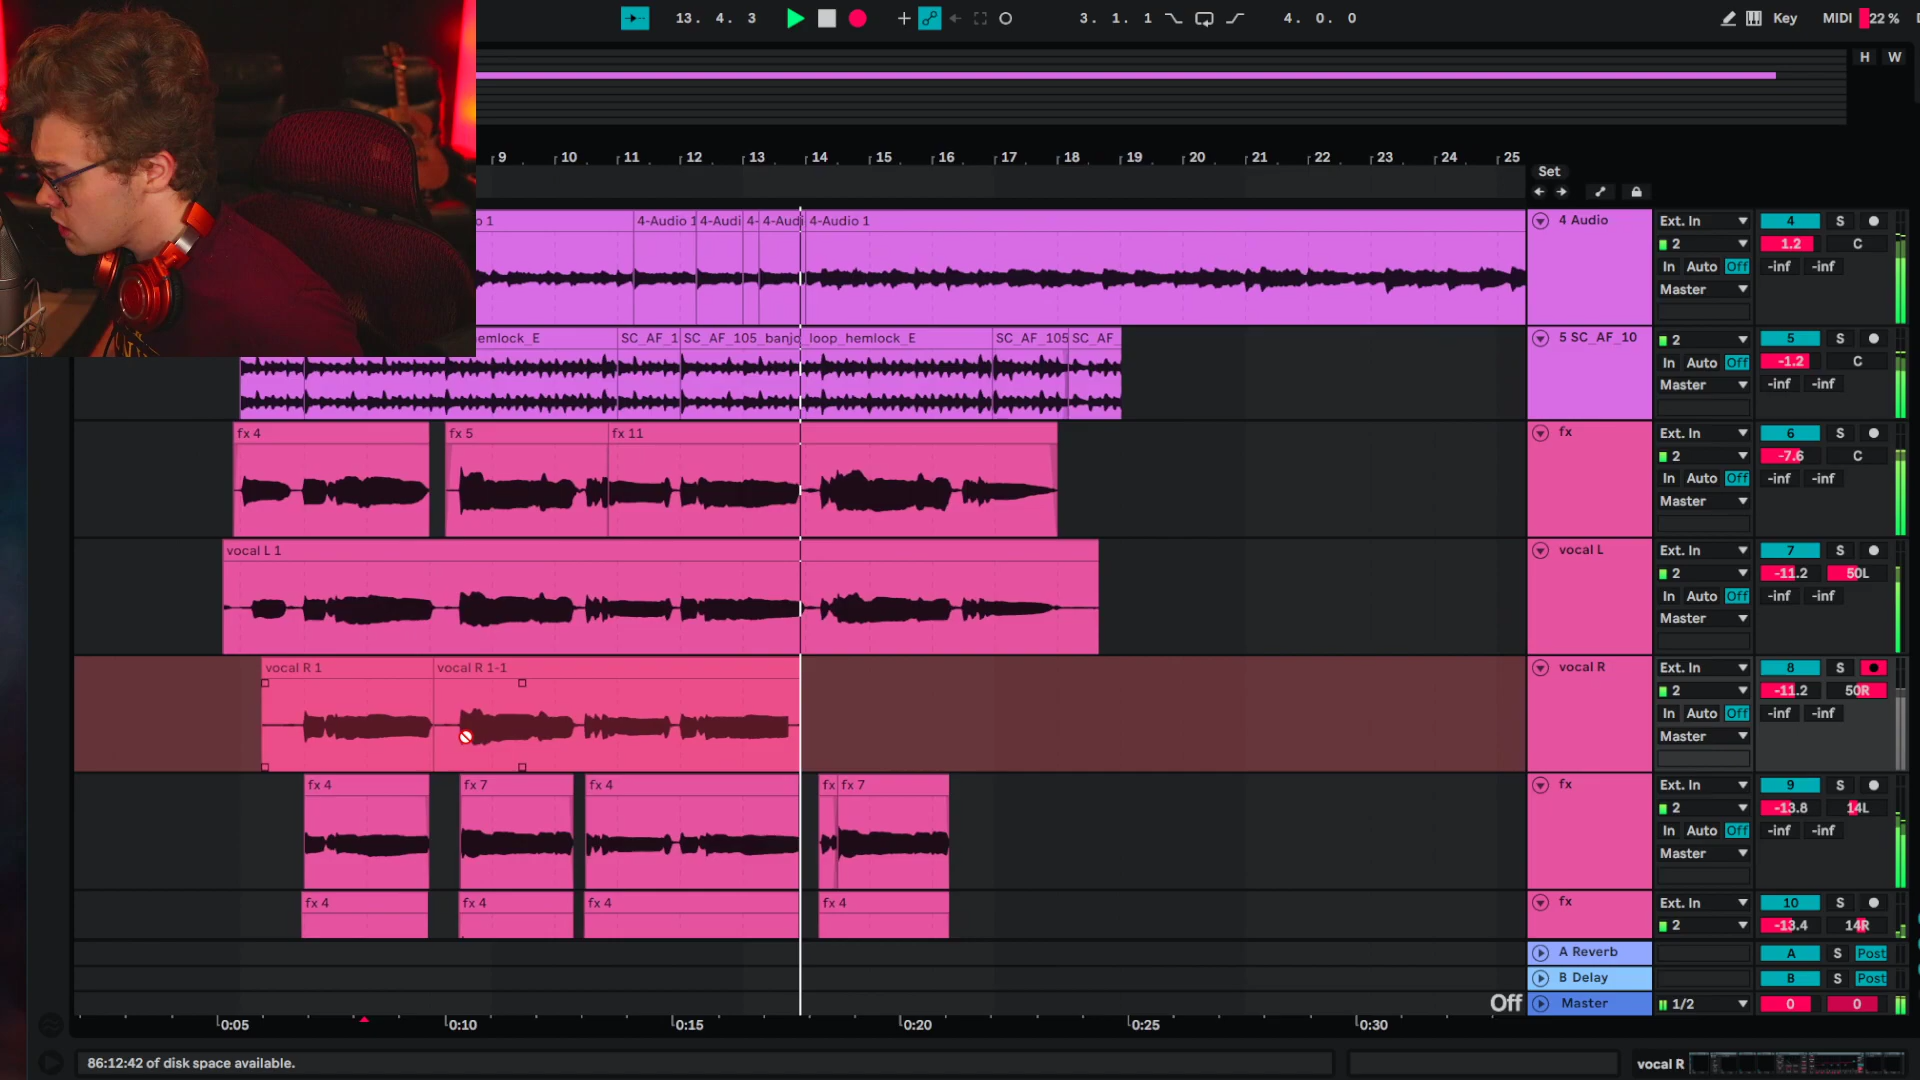 13. 4. 3
3. 1. 1
4. 0. 0
Key
MIDI
22 %
H W
9 10 11 12 13 14 15 16 17 18 19 20 21 22 23 24 25
Set
o 1
4-Audio 1
4-Audi
4-
4-Audi
4-Audio 1
4 Audio
Ext. In
4
S
2
1.2
C
In Auto Off
-inf -inf
Master
hemlock_E
SC_AF_1
SC_AF_105_banjo_loop_hemlock_E
SC_AF_105
SC_AF_
5 SC_AF_10
2
5
S
In Auto Off
-1.2
C
Master
-inf -inf
fx 4
fx 5
fx 11
fx
Ext. In
6
S
2
-7.6
C
In Auto Off
-inf -inf
Master
vocal L 1
vocal L
Ext. In
7
S
2
-11.2
50L
In Auto Off
-inf -inf
Master
vocal R 1
vocal R 1-1
vocal R
Ext. In
8
S
2
-11.2
50R
In Auto Off
-inf -inf
Master
fx 4
fx 7
fx 4
fx
fx 7
fx
Ext. In
9
S
2
-13.8
14L
In Auto Off
-inf -inf
Master
fx 4
fx 4
fx 4
fx 4
fx
Ext. In
10
S
2
-13.4
14R
A Reverb
A
S
Post
B Delay
B
S
Post
Off
Master
1/2
0
0
0:05 0:10 0:15 0:20 0:25 0:30
86:12:42 of disk space available.
vocal R